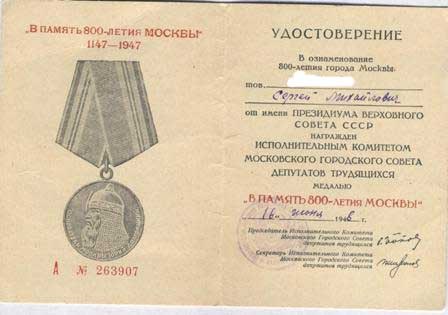 „В ПАМЯТЬ 800-ЛЕТИЯ МОСКВЫ"
1147—1947
А № 263907
УДОСТОВЕРЕНИЕ
В ознаменование
800-летия города Москвы
тов.
Сергей Михайлович
от имени ПРЕЗИДИУМА ВЕРХОВНОГО
СОВЕТА СССР
НАГРАЖДЕН
ИСПОЛНИТЕЛЬНЫМ КОМИТЕТОМ
МОСКОВСКОГО ГОРОДСКОГО СОВЕТА
ДЕПУТАТОВ ТРУДЯЩИХСЯ
МЕДАЛЬЮ
„В ПАМЯТЬ 800-ЛЕТИЯ МОСКВЫ"
16 1948 г.
Председатель Исполнительного Комитета
Московского Городского Совета
депутатов трудящихся
Секретарь Исполнительного Комитета
Московского Городского Совета
депутатов трудящихся